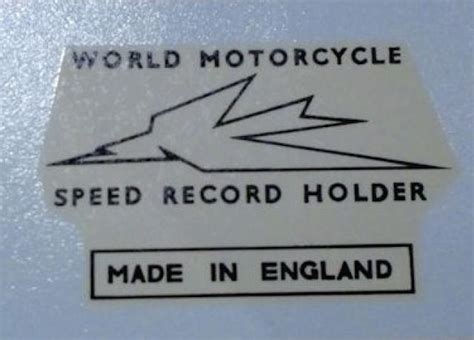 WORLD MOTORCYCLE
SPEED RECORD HOLDER
MADE IN ENGLAND